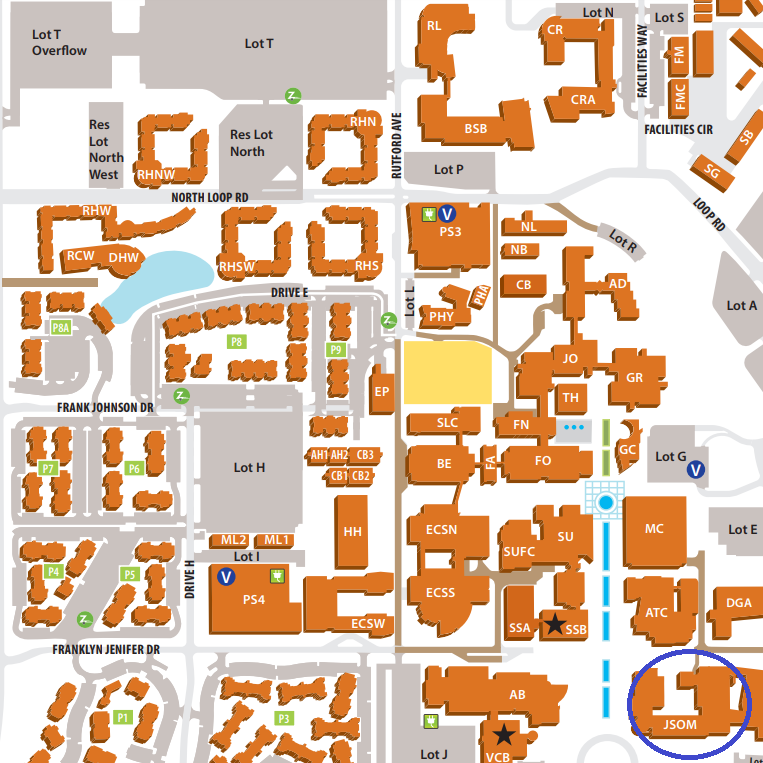 Lot N
Lot S
Lot T
Overflow
Lot T
RL
CR
FACILITIES WAY
FM
Z
FMC
CRA
Res
Lot
North
West
Res Lot
North
RHN
RUTFORD AVE
BSB
FACILITIES CIR
SB
RHNW
Lot P
SG
NORTH LOOP RD
LOOP RD
RHW
V
PS3
NL
Lot R
NB
RCW
DHW
RHSW
RHS
CB
AD
DRIVE E
Lot L
PHA
Lot A
PHY
Z
P8A
P8
P9
JO
GR
EP
TH
Z
FRANK JOHNSON DR
SLC
FN
GC
AH1
AH2
CB3
P7
P6
Lot H
BE
FA
FO
Lot G
V
CB1
CB2
HH
ECSN
SU
MC
Lot E
ML2
ML1
SUFC
Lot I
P4
P5
DRIVE H
V
PS4
ECSS
DGA
ATC
Z
ECSW
SSA
SSB
FRANKLYN JENIFER DR
AB
P1
P3
JSOM
Lot J
VCB